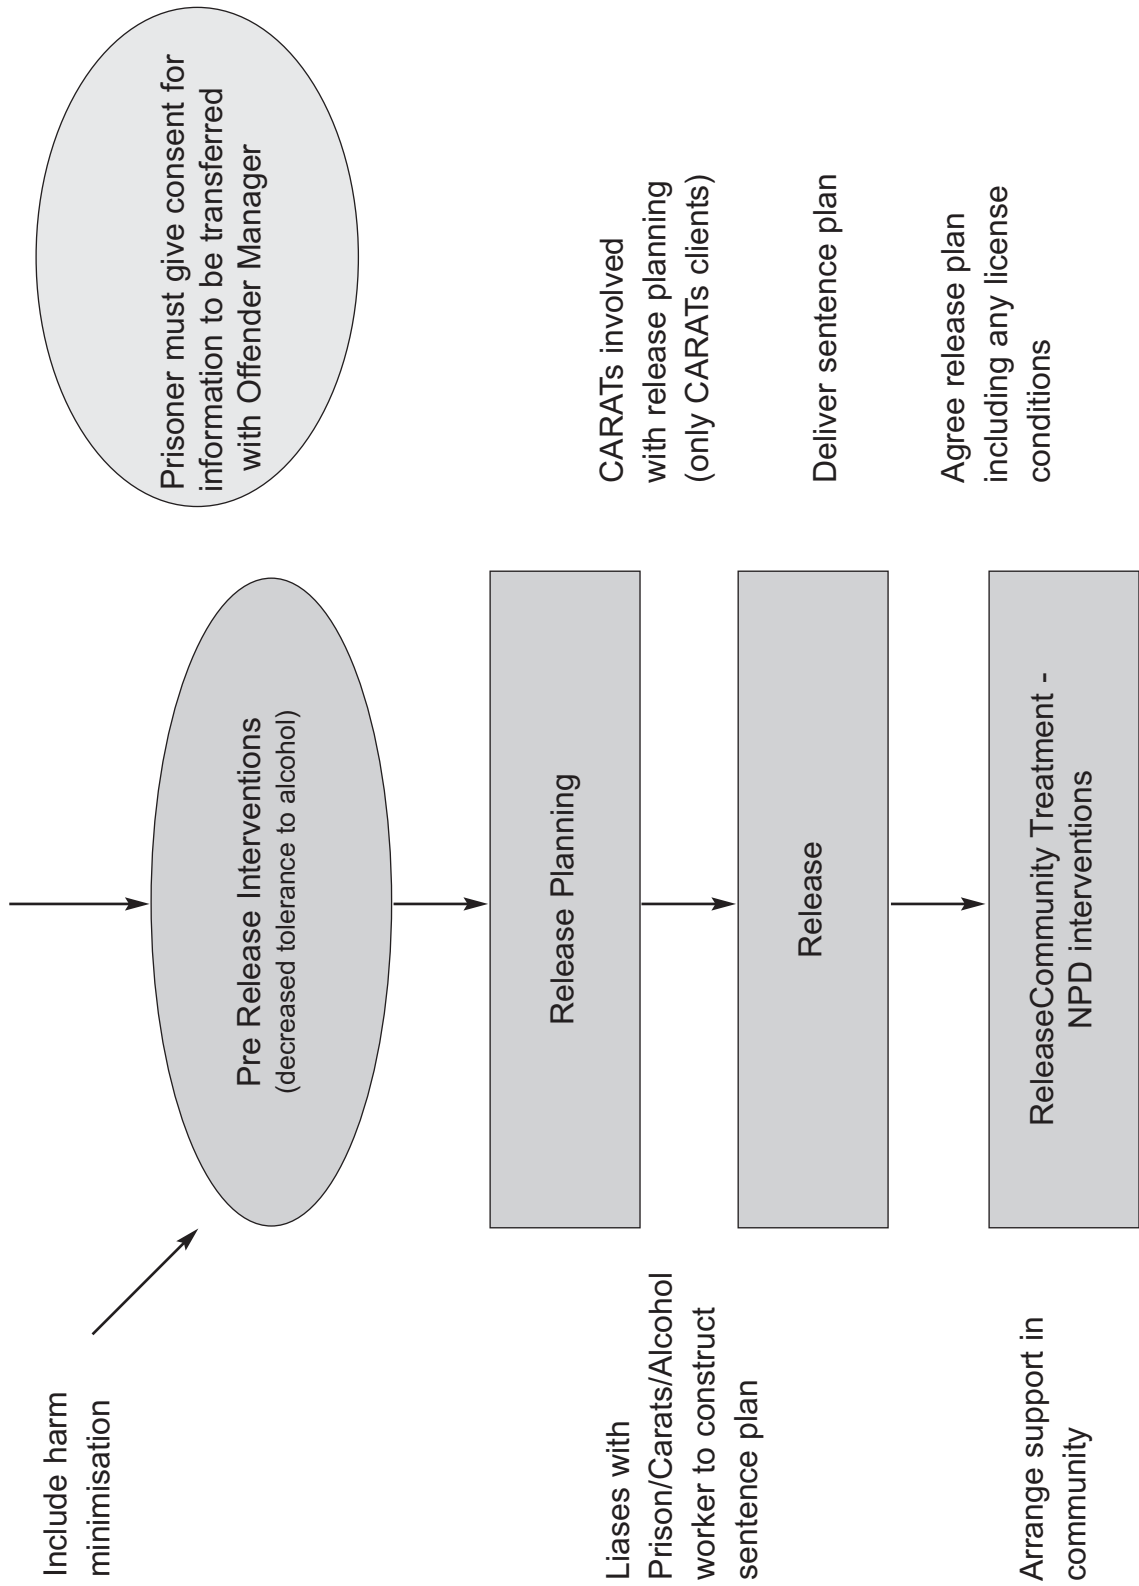 Include harm
minimisation
Pre Release Interventions
(decreased tolerance to alcohol)
Prisoner must give consent for
information to be transferred
with Offender Manager
Liases with
Prison/Carats/Alcohol
worker to construct
sentence plan
Release Planning
CARATs involved
with release planning
(only CARATs clients)
Release
Deliver sentence plan
Arrange support in
community
ReleaseCommunity Treatment -
NPD interventions
Agree release plan
including any license
conditions